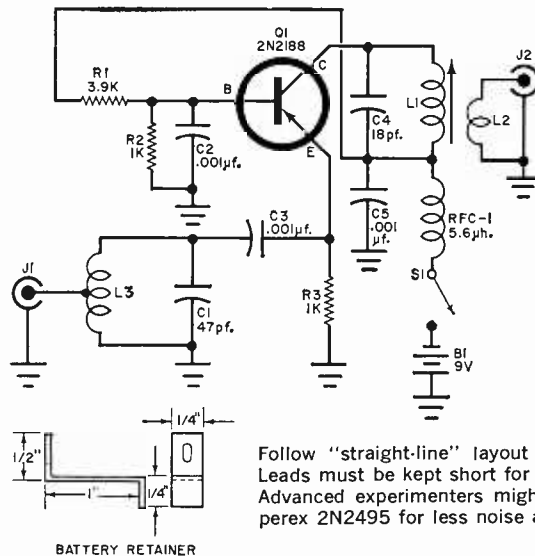 Q1
2N2188
C
B
E
R1
3.9K
R2
1K
C2
.001µf.
C4
18pf.
L1
J2
L2
C3
.001µf.
C5
.001
µf.
RFC-1
5.6µh.
J1
L3
C1
47pf.
R3
1K
S1
B1
9V
1/4"
1/2"
1"
1/4"
BATTERY RETAINER
Follow "straight-line" layout
Leads must be kept short for
Advanced experimenters migh
perex 2N2495 for less noise a